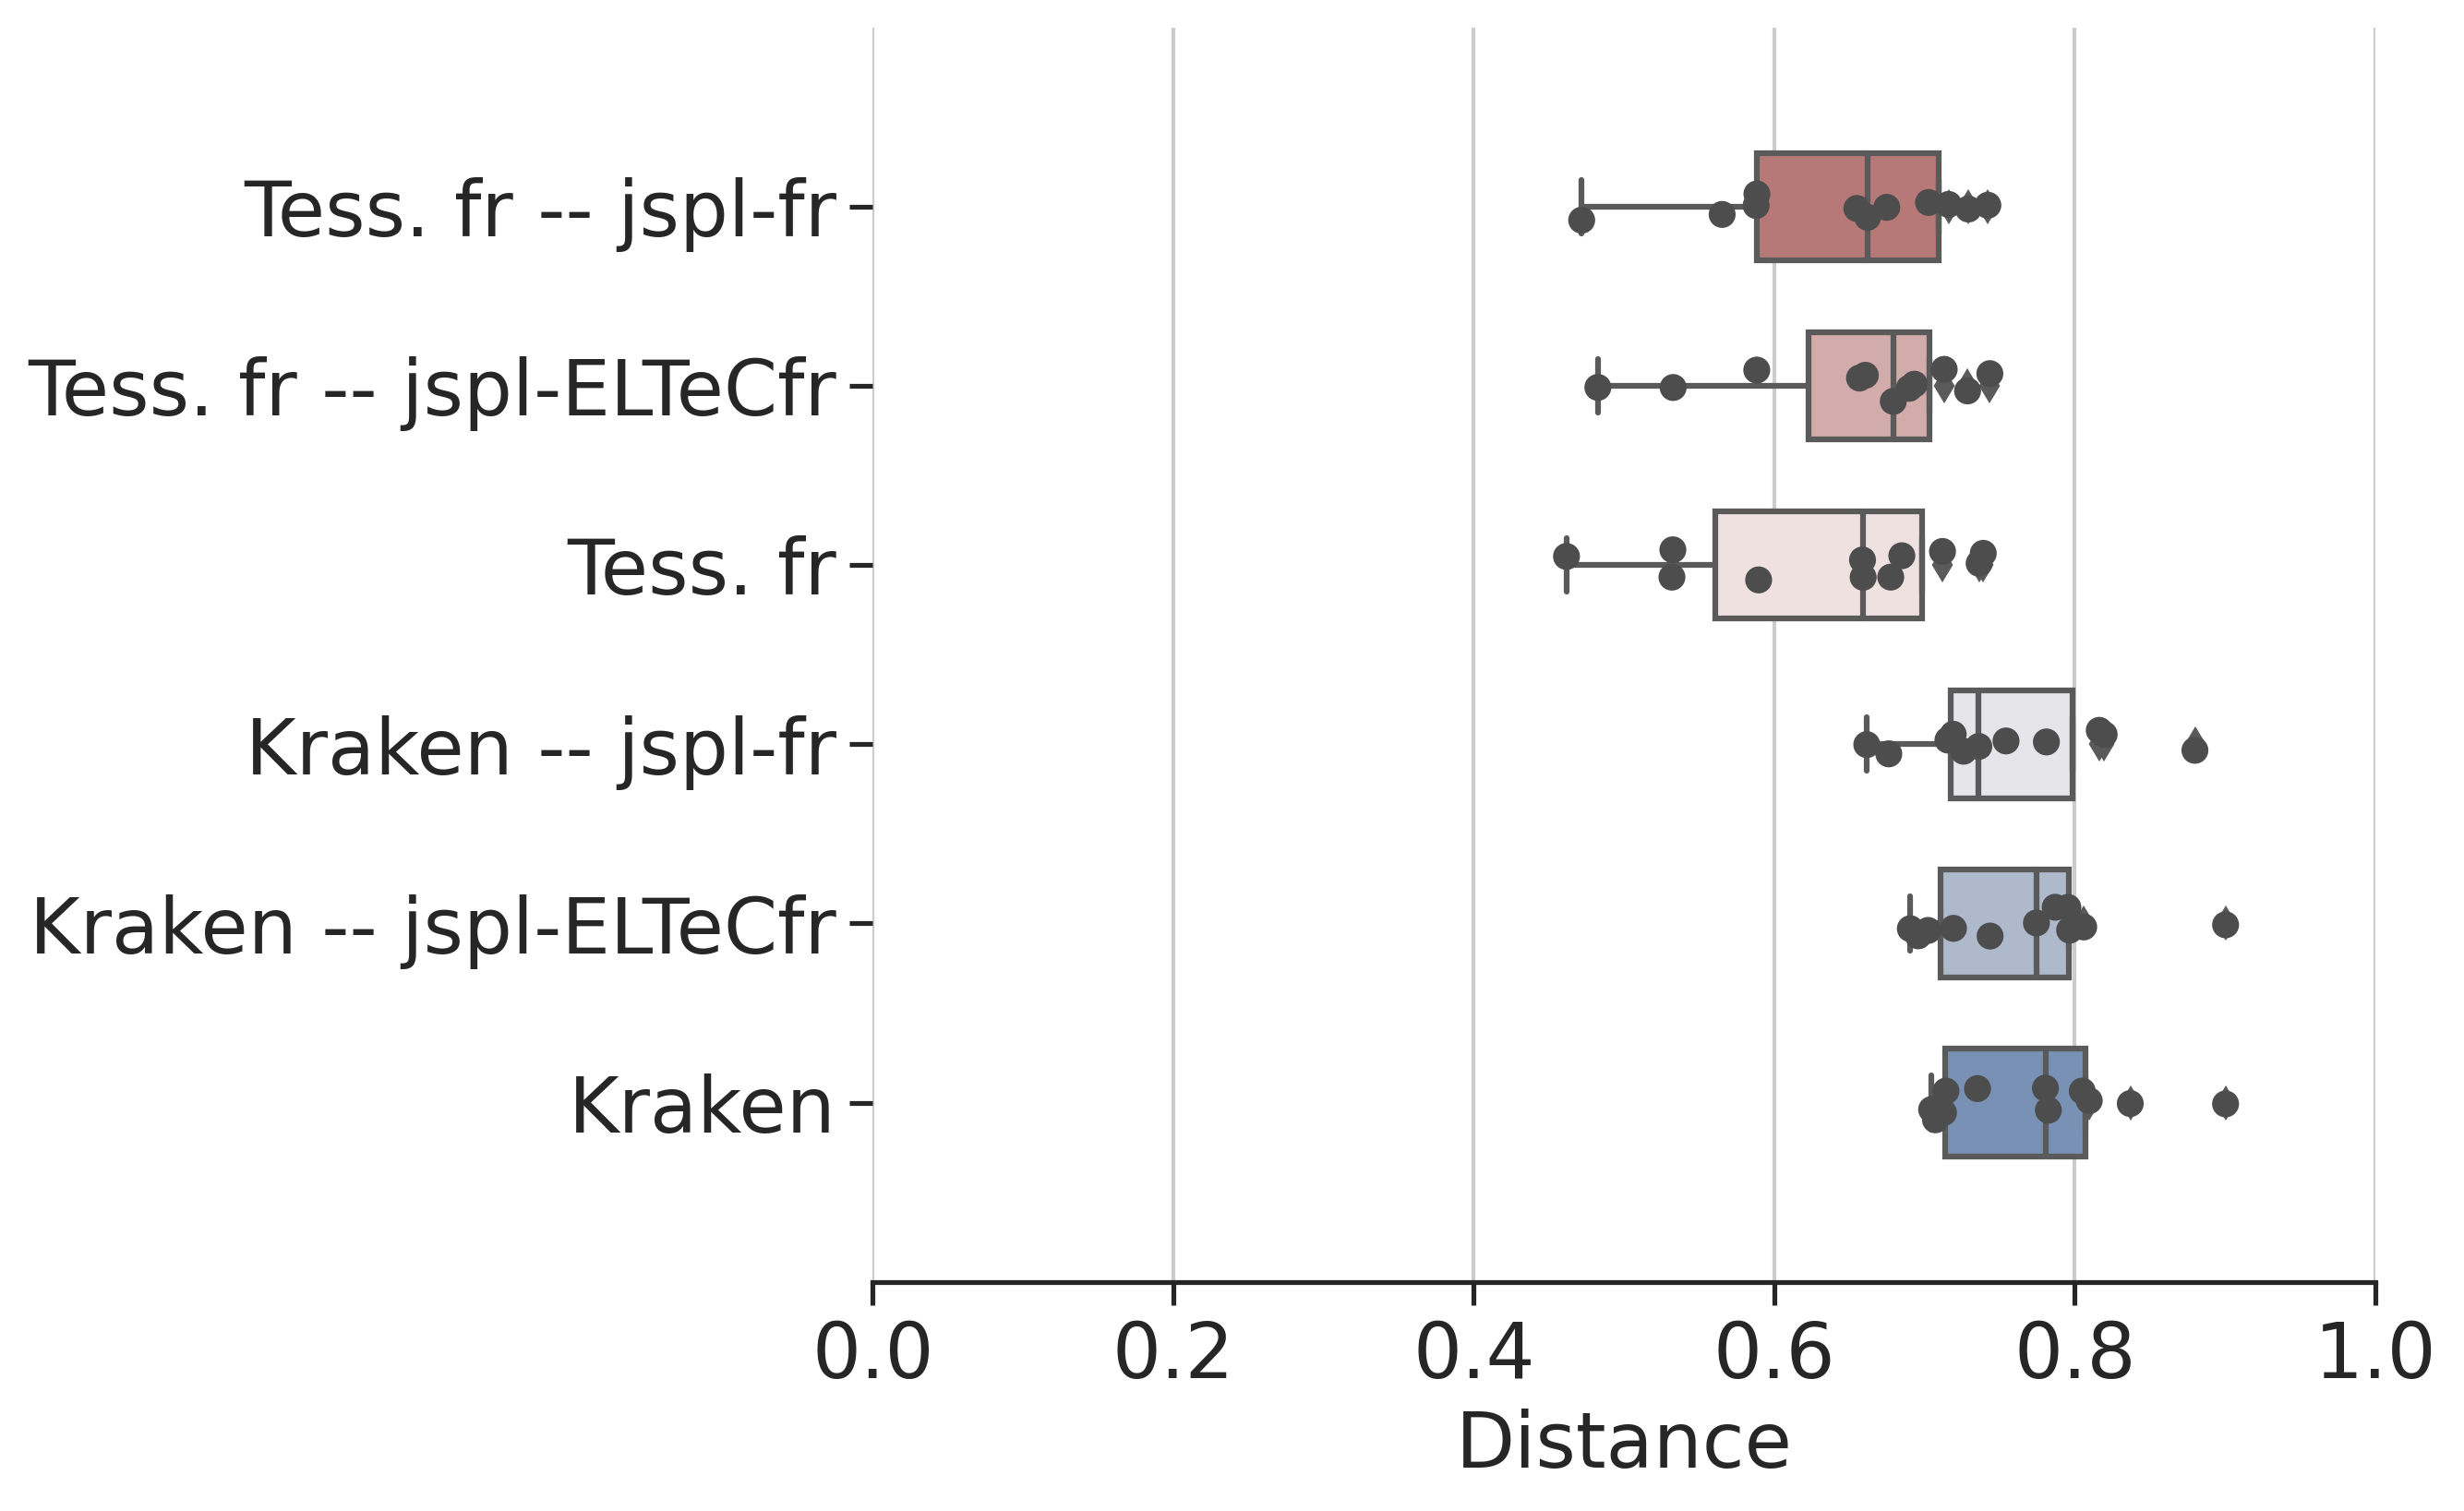 Tess. fr -- jspl-fr
Tess. fr -- jspl-ELTeCfr
Tess. fr
Kraken -- jspl-fr
Kraken -- jspl-ELTeCfr
Kraken
0.0 0.2 0.4 0.6 0.8 1.0
Distance